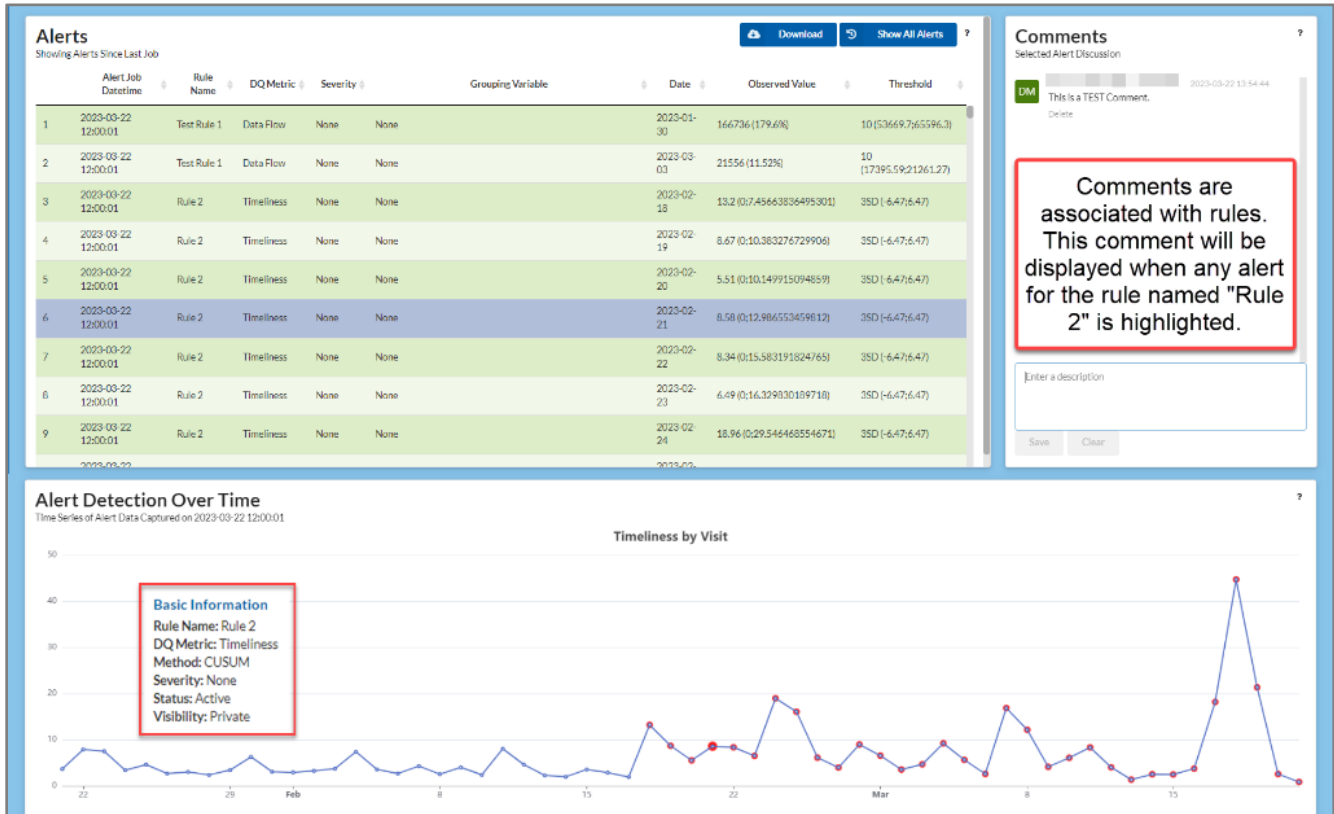 Alerts
Showing Alerts Since Last Job
Download
Show All Alerts
?
Alert Job Datetime Rule Name DQ Metric Severity Grouping Variable Date Observed Value Threshold
1 2023-03-22 12:00:01 Test Rule 1 Data Flow None None 2023-01-30 166736 (179.6%) 10 (53669.7;65596.3)
2 2023-03-22 12:00:01 Test Rule 1 Data Flow None None 2023-03-03 21556 (11.52%) 10 (17395.59;21261.27)
3 2023-03-22 12:00:01 Rule 2 Timeliness None None 2023-02-18 13.2 (0;7.45663836495301) 3SD (-6.47;6.47)
4 2023-03-22 12:00:01 Rule 2 Timeliness None None 2023-02-19 8.67 (0;10.383276729906) 3SD (-6.47;6.47)
5 2023-03-22 12:00:01 Rule 2 Timeliness None None 2023-02-20 5.51 (0;10.149915094859) 3SD (-6.47;6.47)
6 2023-03-22 12:00:01 Rule 2 Timeliness None None 2023-02-21 8.58 (0;12.986553459812) 3SD (-6.47;6.47)
7 2023-03-22 12:00:01 Rule 2 Timeliness None None 2023-02-22 8.34 (0;15.583191824765) 3SD (-6.47;6.47)
8 2023-03-22 12:00:01 Rule 2 Timeliness None None 2023-02-23 6.49 (0;16.329830189718) 3SD (-6.47;6.47)
9 2023-03-22 12:00:01 Rule 2 Timeliness None None 2023-02-24 18.96 (0;29.546468554671) 3SD (-6.47;6.47)
Comments
?
Selected Alert Discussion
DM
2023-03-22 13:54:44
This is a TEST Comment.
Delete
Comments are
associated with rules.
This comment will be
displayed when any alert
for the rule named "Rule
2" is highlighted.
Enter a description
Save
Clear
Alert Detection Over Time
?
Time Series of Alert Data Captured on 2023-03-22 12:00:01
Timeliness by Visit
50
40
30
20
10
0
Basic Information
Rule Name: Rule 2
DQ Metric: Timeliness
Method: CUSUM
Severity: None
Status: Active
Visibility: Private
22 29 Feb 8 15 22 Mar 8 15